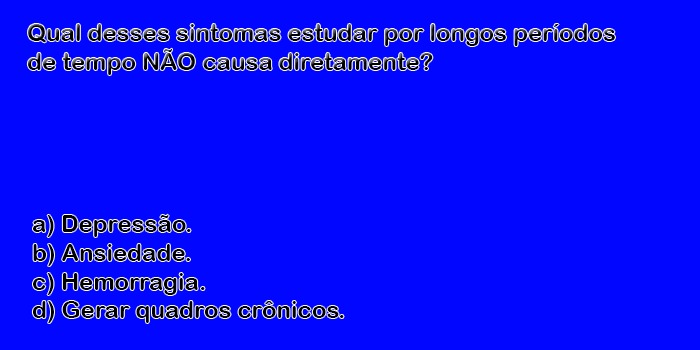 Qual desses sintomas estudar por longos períodos
de tempo NÃO causa diretamente?
a) Depressão.
b) Ansiedade.
c) Hemorragia.
d) Gerar quadros crônicos.